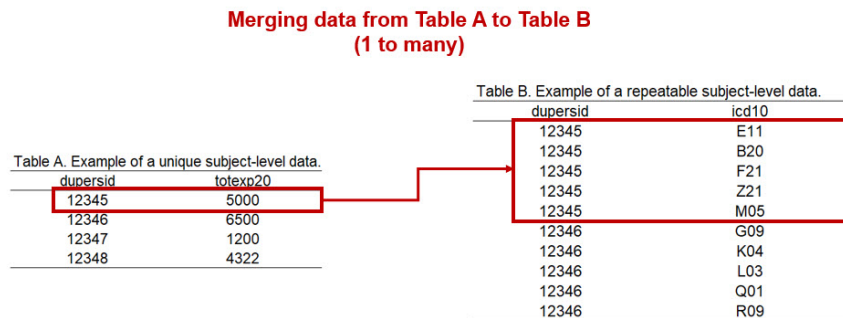 Merging data from Table A to Table B
(1 to many)
Table A. Example of a unique subject-level data.
dupersid totexp20
12345 5000
12346 6500
12347 1200
12348 4322
Table B. Example of a repeatable subject-level data.
dupersid icd10
12345 E11
12345 B20
12345 F21
12345 Z21
12345 M05
12346 G09
12346 K04
12346 L03
12346 Q01
12346 R09